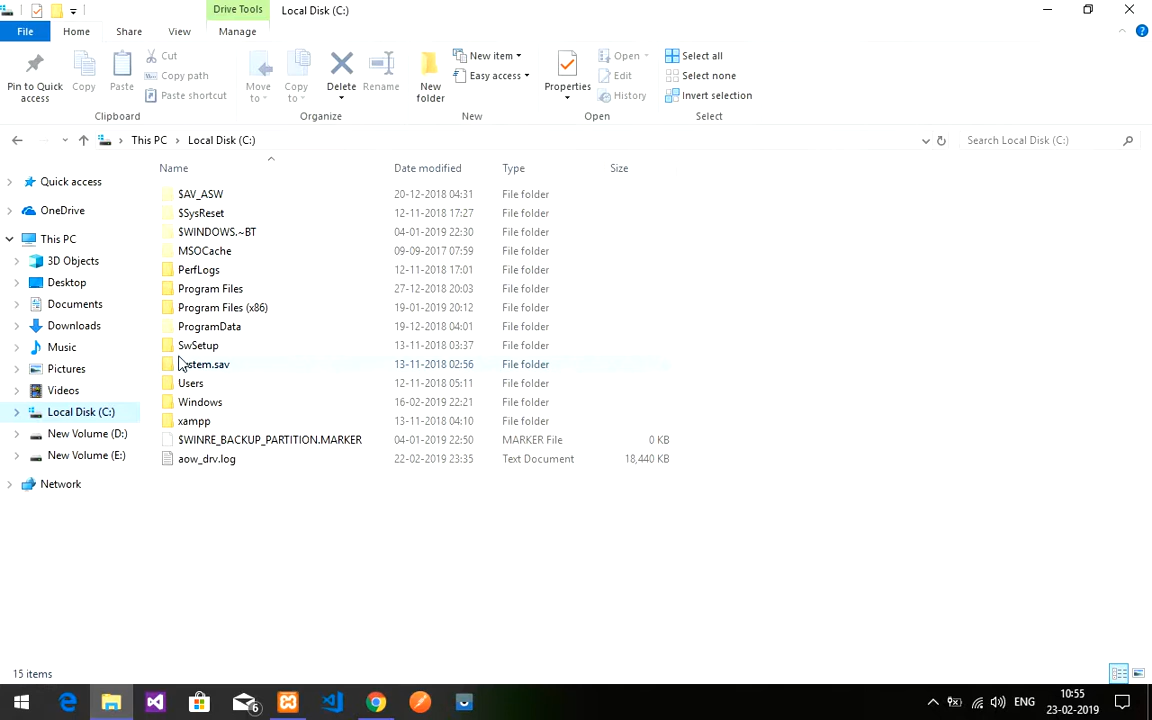 Drive Tools
Local Disk (C:)
File
Home
Share
View
Manage
Pin to Quick access
Copy
Paste
Cut
Copy path
Paste shortcut
Clipboard
Move to
Copy to
Delete
Rename
Organize
New folder
New item
Easy access
New
Properties
Open
Edit
History
Open
Select all
Select none
Invert selection
Select
This PC > Local Disk (C:)
Search Local Disk (C:)
Quick access
OneDrive
This PC
3D Objects
Desktop
Documents
Downloads
Music
Pictures
Videos
Local Disk (C:)
New Volume (D:)
New Volume (E:)
Network
Name Date modified Type Size
$AV_ASW 20-12-2018 04:31 File folder
$SysReset 12-11-2018 17:27 File folder
$WINDOWS.~BT 04-01-2019 22:30 File folder
MSOCache 09-09-2017 07:59 File folder
PerfLogs 12-11-2018 17:01 File folder
Program Files 27-12-2018 20:03 File folder
Program Files (x86) 19-01-2019 20:12 File folder
ProgramData 19-12-2018 04:01 File folder
SwSetup 13-11-2018 03:37 File folder
system.sav 13-11-2018 02:56 File folder
Users 12-11-2018 05:11 File folder
Windows 16-02-2019 22:21 File folder
xampp 13-11-2018 04:10 File folder
$WINRE_BACKUP_PARTITION.MARKER 04-01-2019 22:50 MARKER File 0 KB
aow_drv.log 22-02-2019 23:35 Text Document 18,440 KB
15 items
6
ENG
10:55
23-02-2019